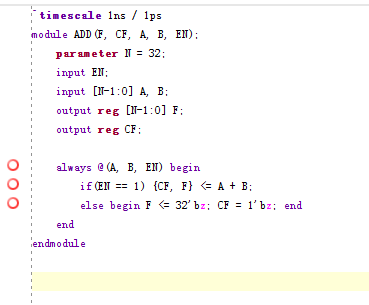 `timescale 1ns / 1ps
module ADD(F, CF, A, B, EN);
parameter N = 32;
input EN;
input [N-1:0] A, B;
output reg [N-1:0] F;
output reg CF;
always @(A, B, EN) begin
if(EN == 1) {CF, F} <= A + B;
else begin F <= 32'bz; CF = 1'bz; end
end
endmodule